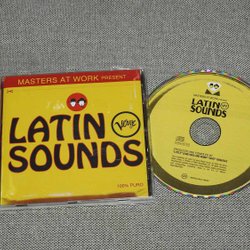 MASTERS AT WORK PRESENT
LATIN
Verve
SOUNDS
100% PURO
LATIN
SOUNDS